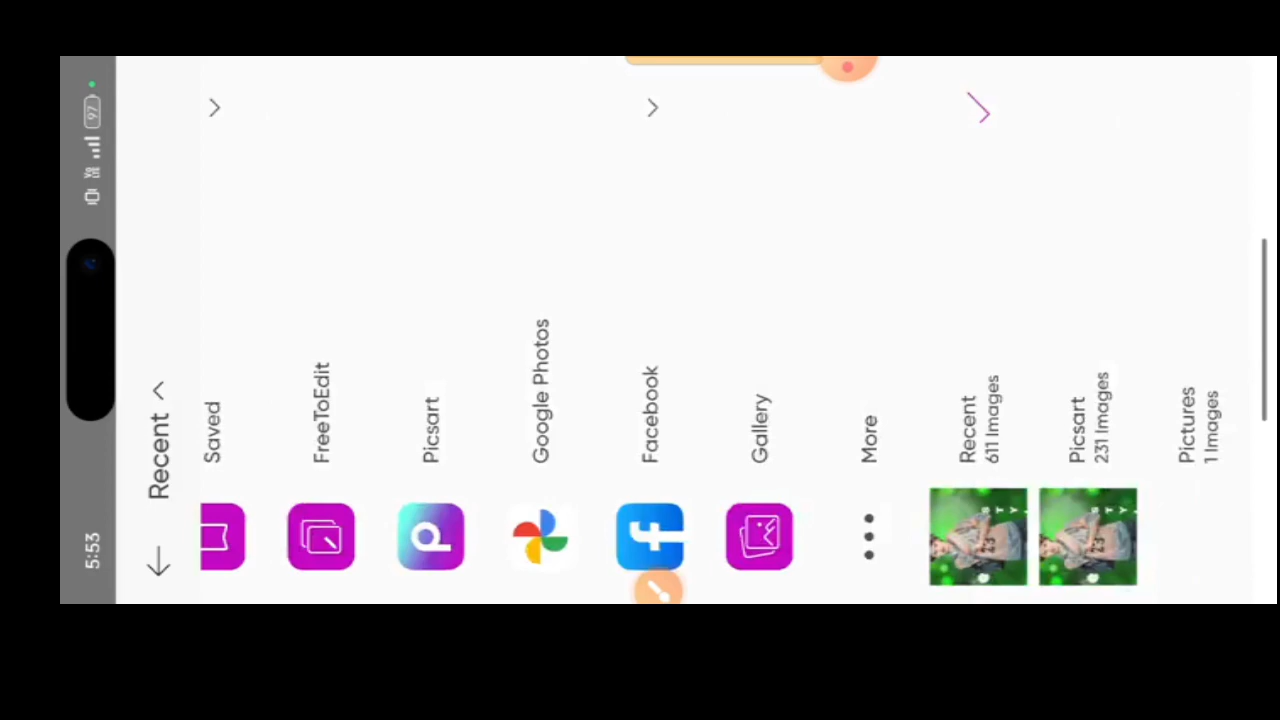 5:53
97
Recent
Saved
FreeToEdit
Picsart
Google Photos
Facebook
Gallery
More
Recent
611 Images
Picsart
231 Images
Pictures
1 Images